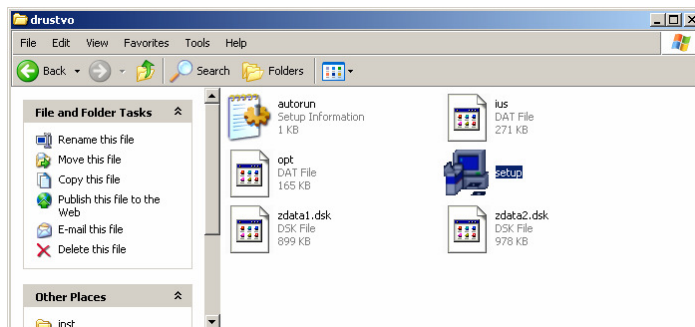 drustvo
File Edit View Favorites Tools Help
Back Search Folders
File and Folder Tasks
Rename this file
Move this file
Copy this file
Publish this file to the
Web
E-mail this file
Delete this file
Other Places
inst
autorun
Setup Information
1 KB
ius
DAT File
271 KB
opt
DAT File
165 KB
setup
zdata1.dsk
DSK File
899 KB
zdata2.dsk
DSK File
978 KB